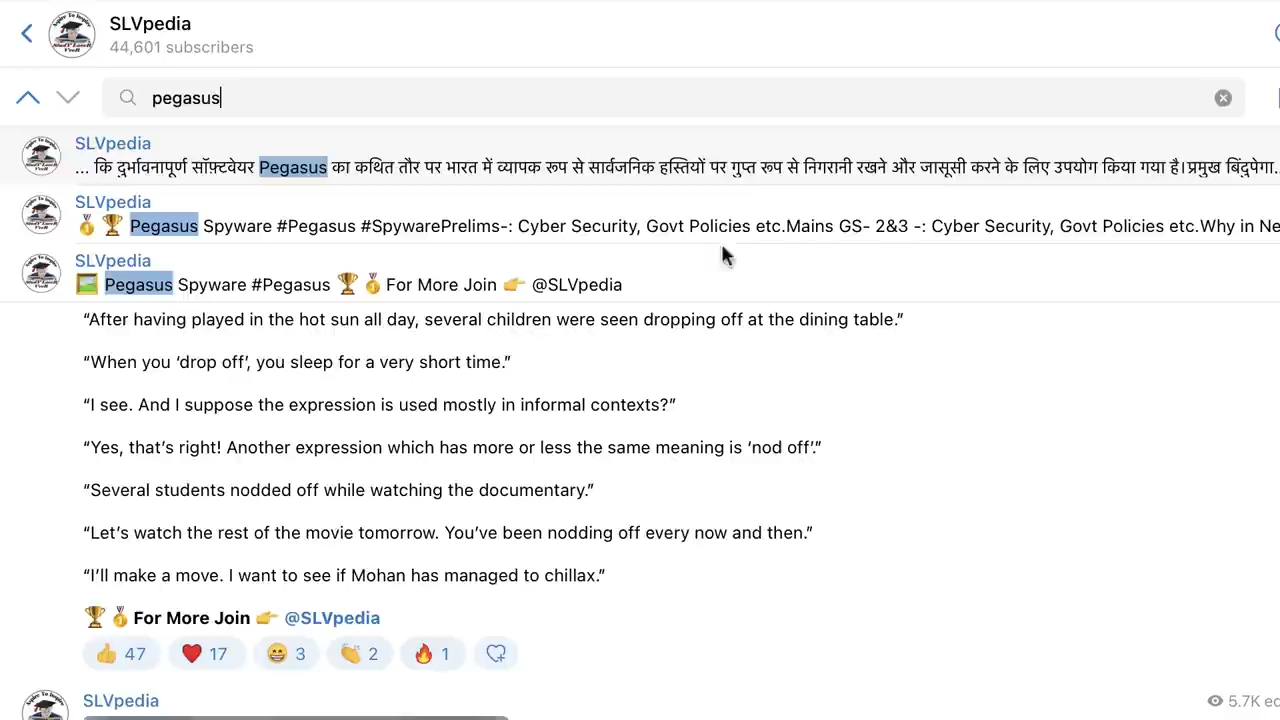 SLVpedia
44,601 subscribers
pegasus
SLVpedia
... कि दुर्भावनापूर्ण सॉफ़्टवेयर Pegasus का कथित तौर पर भारत में व्यापक रूप से सार्वजनिक हस्तियों पर गुप्त रूप से निगरानी रखने और जासूसी करने के लिए उपयोग किया गया है।प्रमुख बिंदुपेगा...
SLVpedia
🥇🏆 Pegasus Spyware #Pegasus #SpywarePrelims-: Cyber Security, Govt Policies etc.Mains GS- 2&3 -: Cyber Security, Govt Policies etc.Why in Ne
SLVpedia
🖼 Pegasus Spyware #Pegasus 🏆🥇For More Join 👉 @SLVpedia
“After having played in the hot sun all day, several children were seen dropping off at the dining table.”
“When you ‘drop off’, you sleep for a very short time.”
“I see. And I suppose the expression is used mostly in informal contexts?”
“Yes, that’s right! Another expression which has more or less the same meaning is ‘nod off’.”
“Several students nodded off while watching the documentary.”
“Let’s watch the rest of the movie tomorrow. You’ve been nodding off every now and then.”
“I’ll make a move. I want to see if Mohan has managed to chillax.”
🏆🥇For More Join 👉 @SLVpedia
👍 47 ❤️ 17 😁 3 👏 2 🔥 1
SLVpedia
5.7K ed